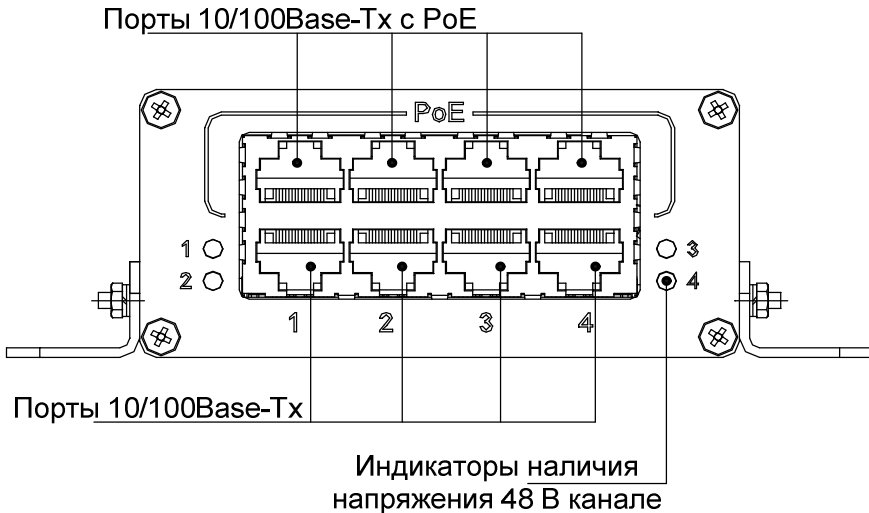 Порты 10/100Base-Tx с PoE
PoE
1
3
2
4
1 2 3 4
Порты 10/100Base-Tx
Индикаторы наличия
напряжения 48 В канале